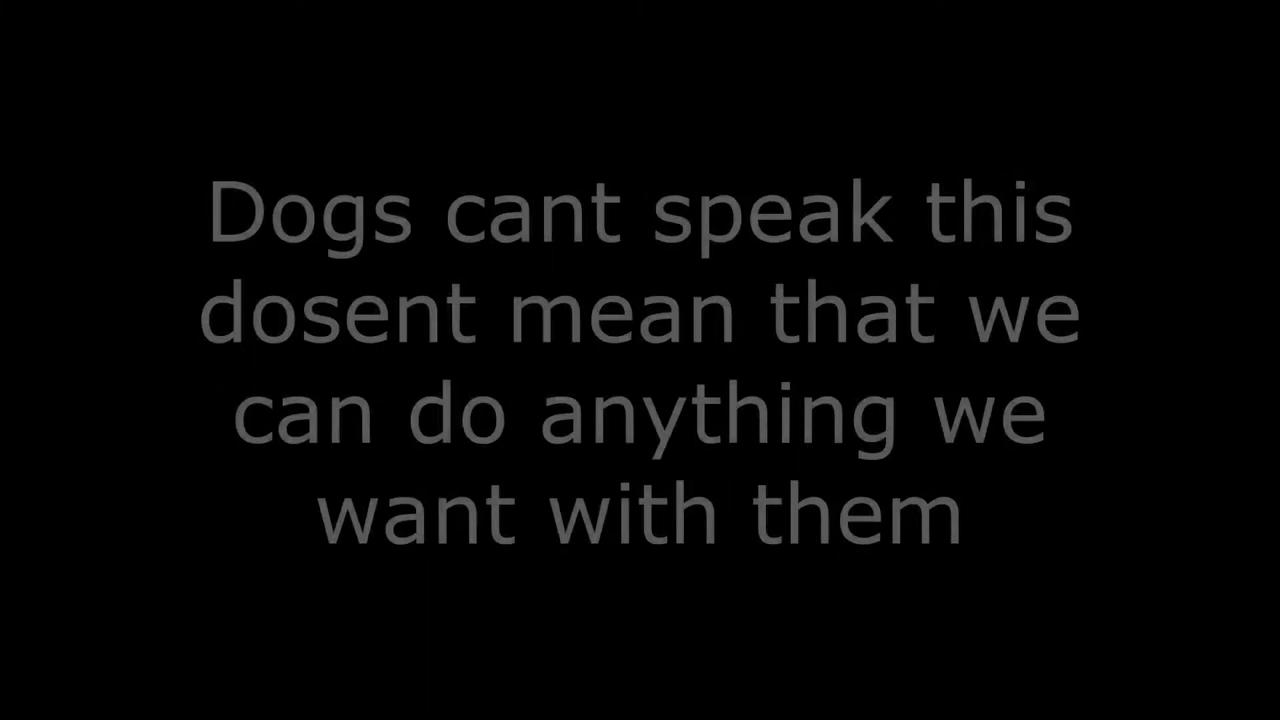 Dogs cant speak this
dosent mean that we
can do anything we
want with them